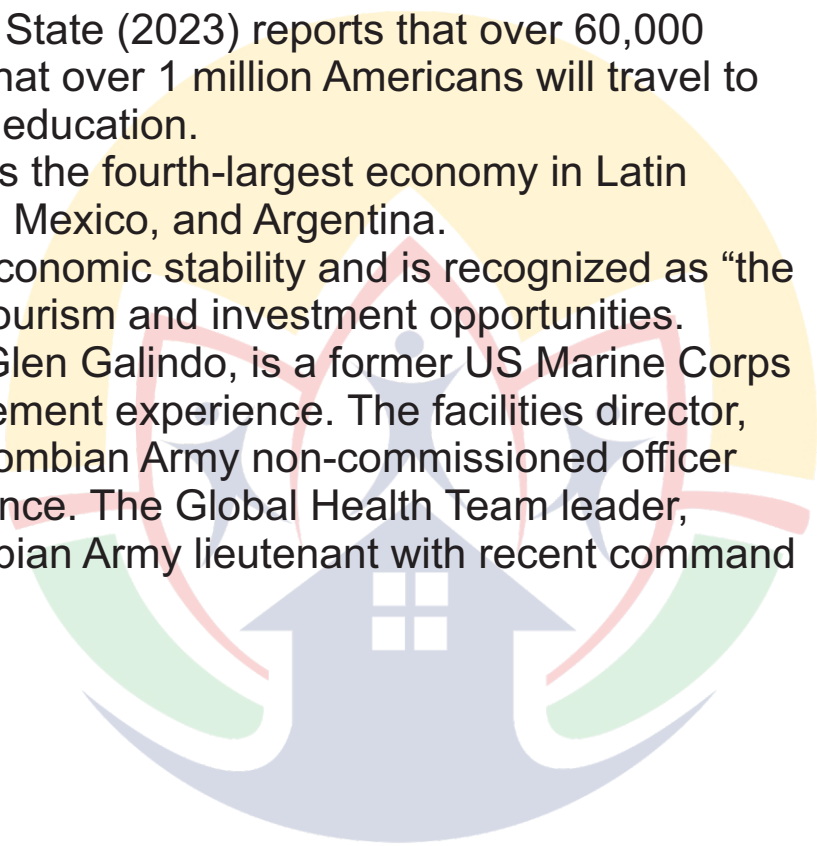 State (2023) reports that over 60,000
hat over 1 million Americans will travel to
education.
s the fourth-largest economy in Latin
Mexico, and Argentina.
conomic stability and is recognized as “the
ourism and investment opportunities.
Glen Galindo, is a former US Marine Corps
ement experience. The facilities director,
ombian Army non-commissioned officer
nce. The Global Health Team leader,
bian Army lieutenant with recent command